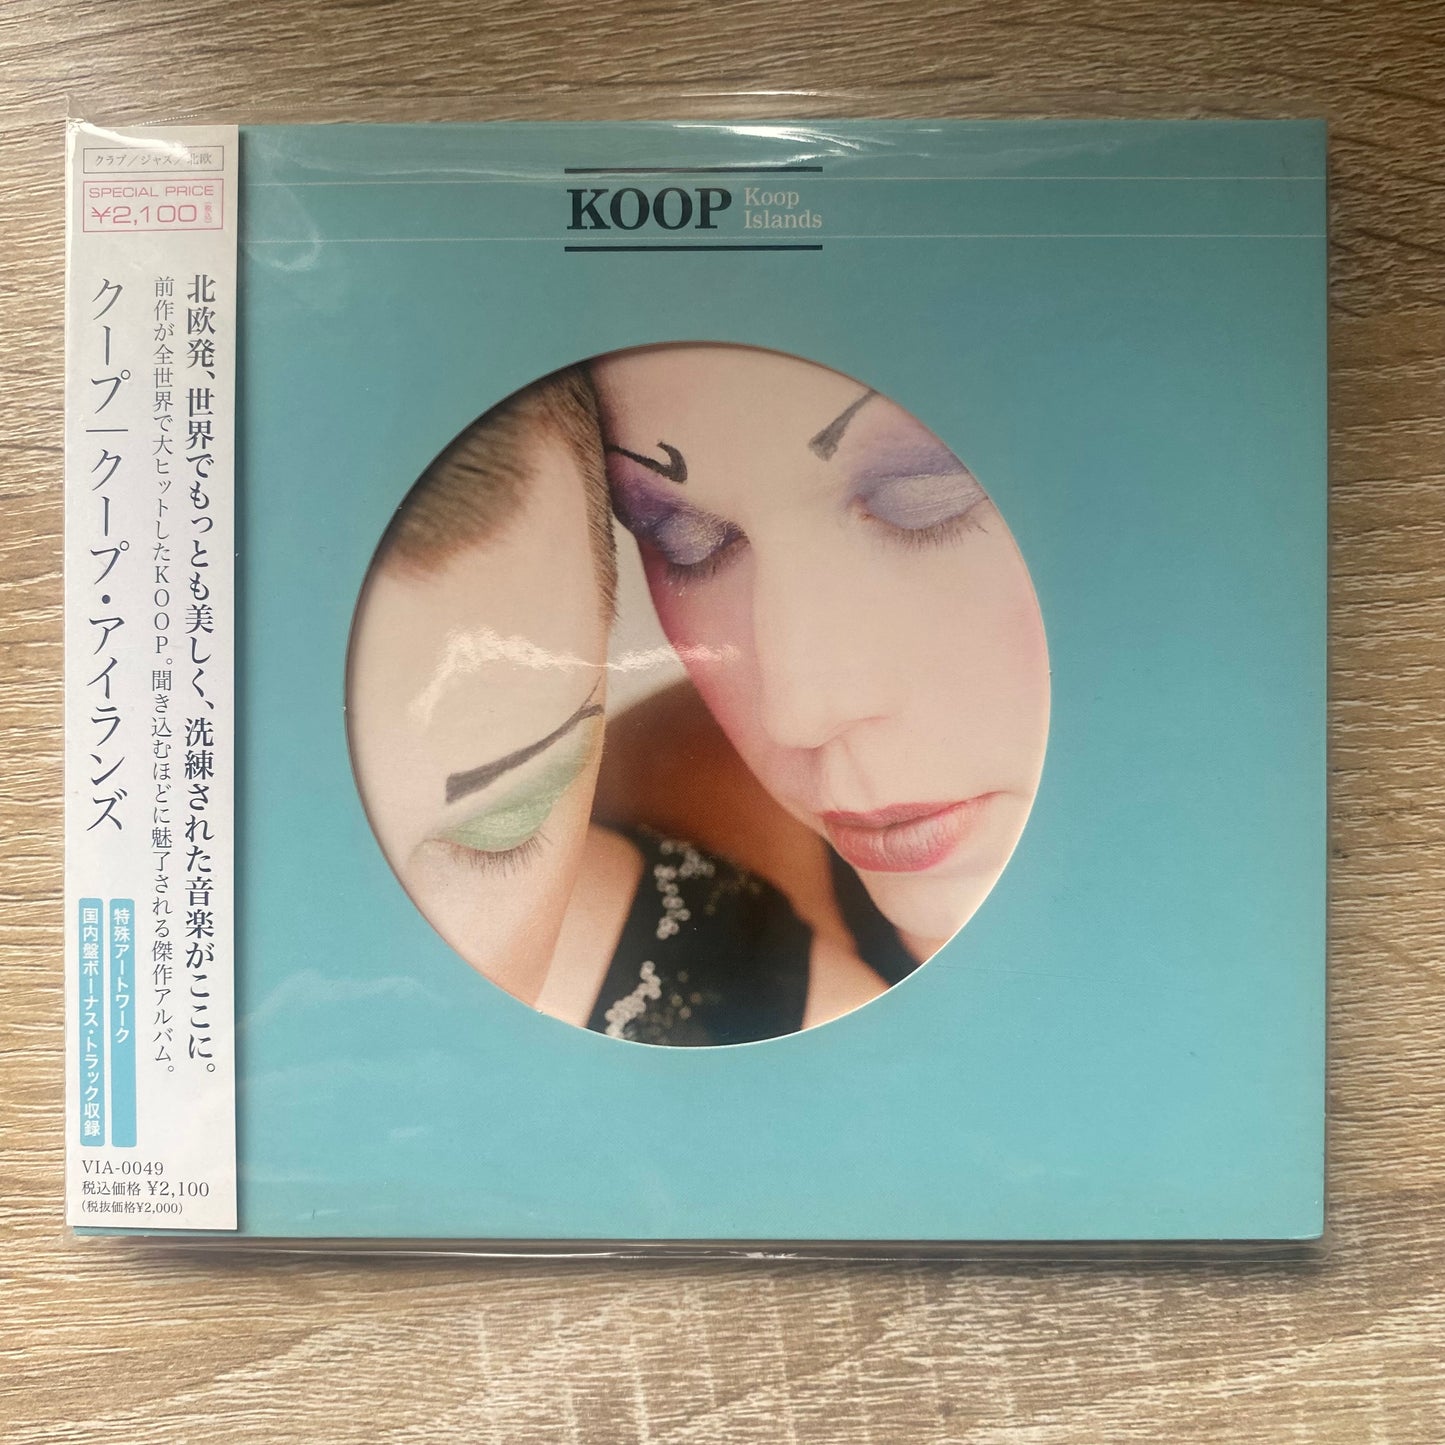 クラブ／ジャズ／北欧
SPECIAL PRICE
¥2,100 (税込)
北欧発、世界でもっとも美しく、洗練された音楽がここに。
前作が全世界で大ヒットしたKOOP。聞き込むほどに魅了される傑作アルバム。
クープ｜クープ・アイランズ
特殊アートワーク
国内盤ボーナス・トラック収録
VIA-0049
税込価格 ¥2,100
(税抜価格¥2,000)
KOOP Koop
Islands